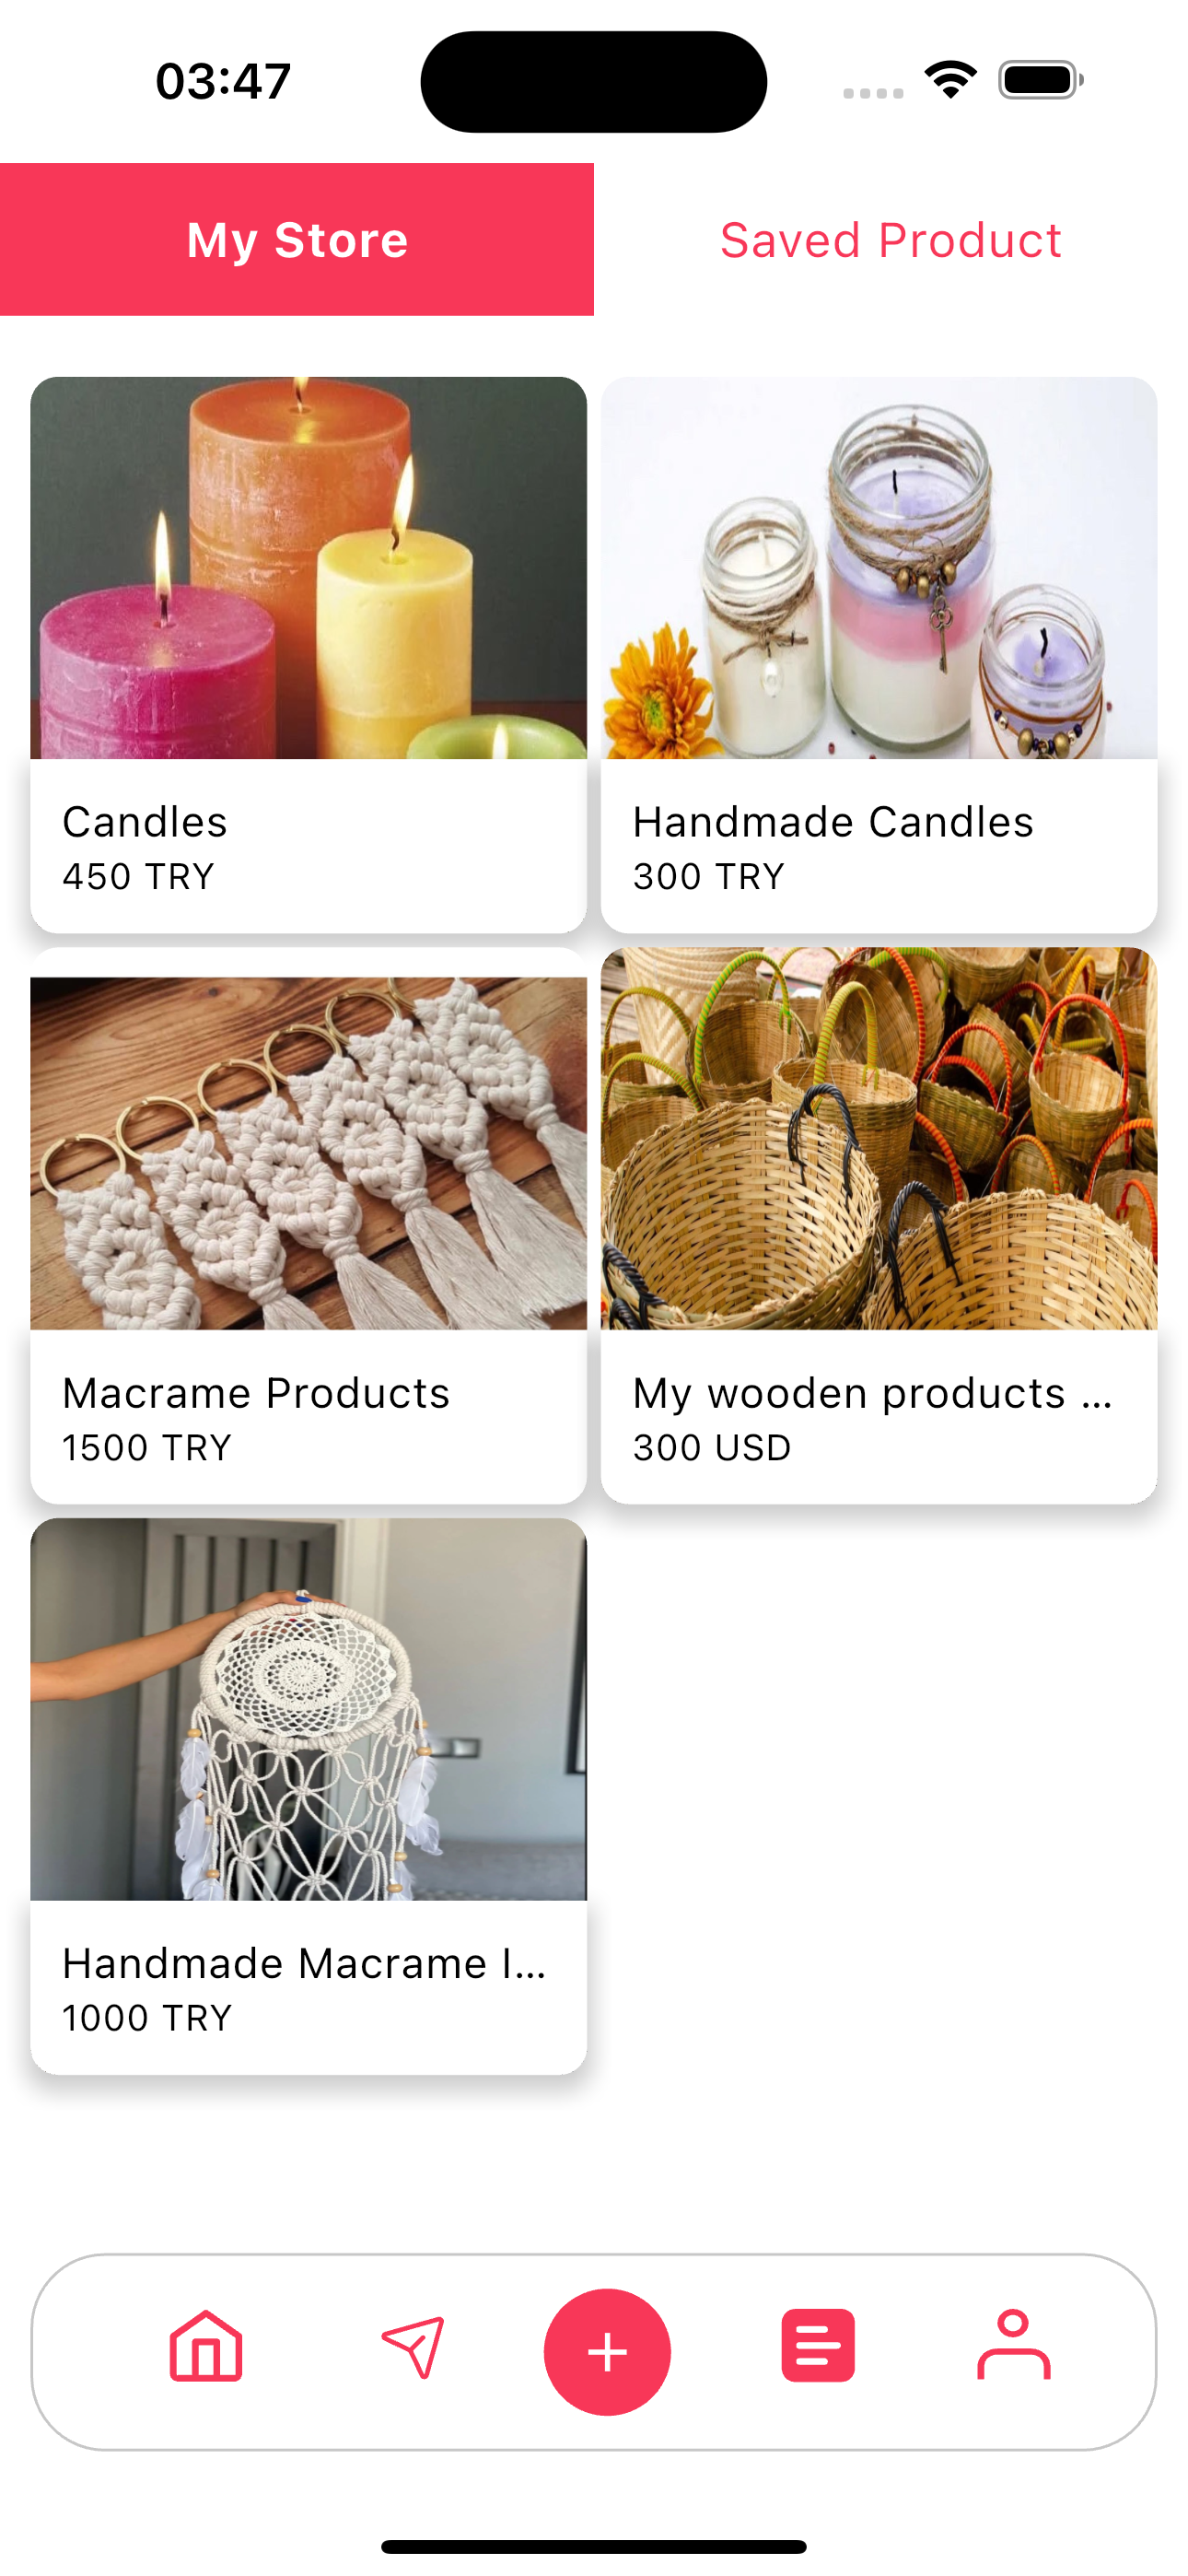 03:47
My Store
Saved Product
Candles
450 TRY
Handmade Candles
300 TRY
Macrame Products
1500 TRY
My wooden products ...
300 USD
Handmade Macrame I...
1000 TRY